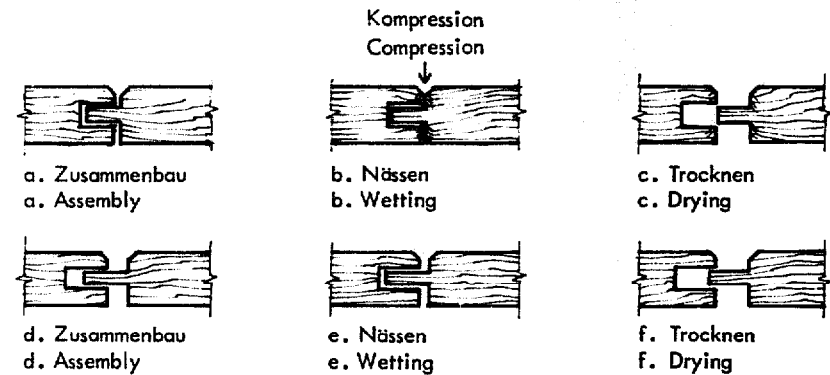 Kompression
Compression
a. Zusammenbau
a. Assembly
b. Nässen
b. Wetting
c. Trocknen
c. Drying
d. Zusammenbau
d. Assembly
e. Nässen
e. Wetting
f. Trocknen
f. Drying